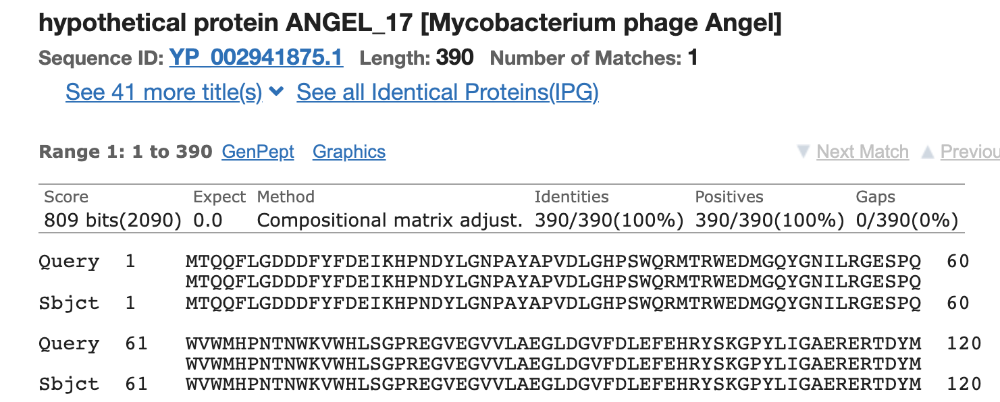 hypothetical protein ANGEL_17 [Mycobacterium phage Angel]
Sequence ID: YP_002941875.1 Length: 390 Number of Matches: 1
See 41 more title(s) See all Identical Proteins(IPG)
Range 1: 1 to 390 GenPept Graphics ▼ Next Match ▲ Previou
Score Expect Method Identities Positives Gaps
809 bits(2090) 0.0 Compositional matrix adjust. 390/390(100%) 390/390(100%) 0/390(0%)
Query 1 MTQQFLGDDDFYFDEIKHPNDYLGNPAYAPVDLGHPSWQRMTRWEDMGQYGNILRGESPQ 60
MTQQFLGDDDFYFDEIKHPNDYLGNPAYAPVDLGHPSWQRMTRWEDMGQYGNILRGESPQ
Sbjct 1 MTQQFLGDDDFYFDEIKHPNDYLGNPAYAPVDLGHPSWQRMTRWEDMGQYGNILRGESPQ 60
Query 61 WVWMHPNTNWKVWHLSGPREGVEGVVLAEGLDGVFDLEFEHRYSKGPYLIGAERERTDYM 120
WVWMHPNTNWKVWHLSGPREGVEGVVLAEGLDGVFDLEFEHRYSKGPYLIGAERERTDYM
Sbjct 61 WVWMHPNTNWKVWHLSGPREGVEGVVLAEGLDGVFDLEFEHRYSKGPYLIGAERERTDYM 120